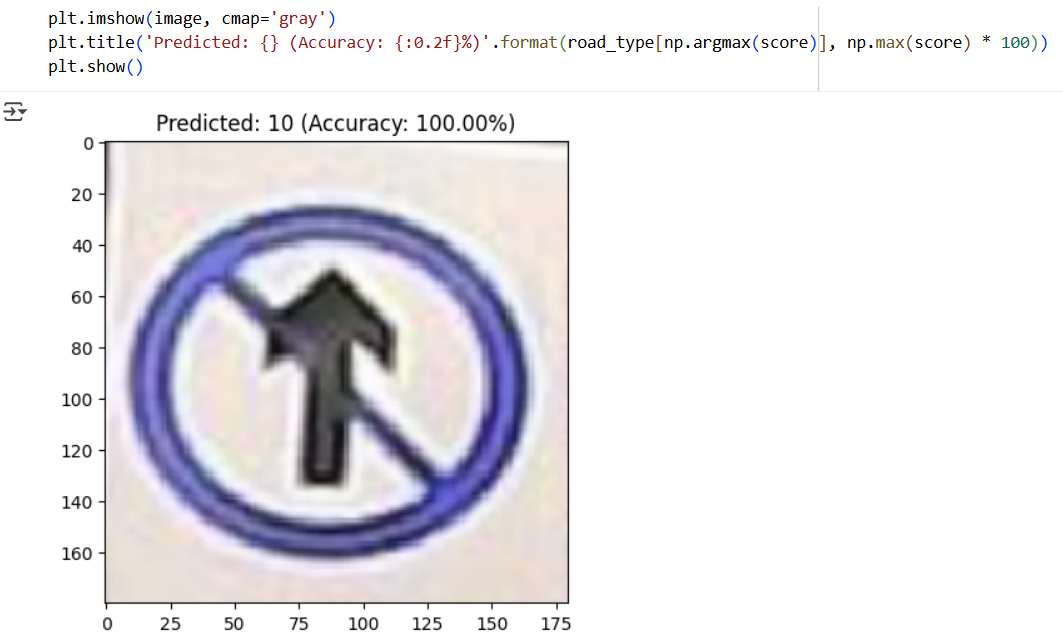 plt.imshow(image, cmap='gray')
plt.title('Predicted: {} (Accuracy: {:0.2f}%)'.format(road_type[np.argmax(score)], np.max(score) * 100))
plt.show()
Predicted: 10 (Accuracy: 100.00%)
0
20
40
60
80
100
120
140
160
0 25 50 75 100 125 150 175